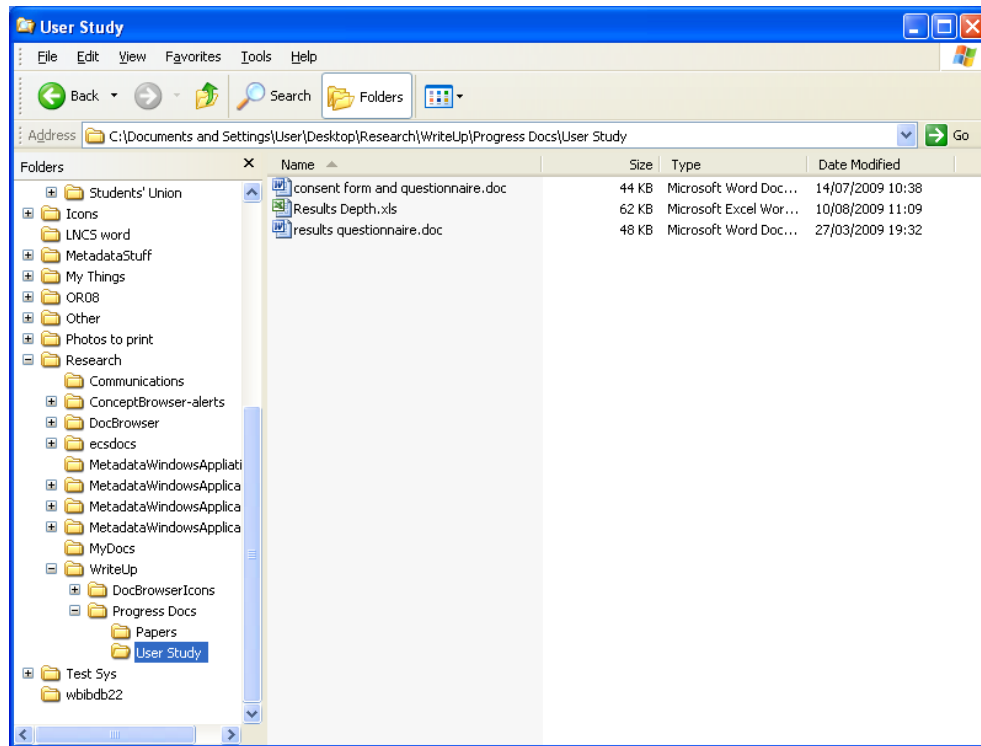 User Study
File Edit View Favorites Tools Help
Back Search Folders
Address C:\Documents and Settings\User\Desktop\Research\WriteUp\Progress Docs\User Study Go
Folders
Students' Union
Icons
LNCS word
MetadataStuff
My Things
OR08
Other
Photos to print
Research
Communications
ConceptBrowser-alerts
DocBrowser
ecsdocs
MetadataWindowsAppliati
MetadataWindowsApplica
MetadataWindowsApplica
MetadataWindowsApplica
MyDocs
WriteUp
DocBrowserIcons
Progress Docs
Papers
User Study
Test Sys
wbibdb22
Name Size Type Date Modified
consent form and questionnaire.doc 44 KB Microsoft Word Doc... 14/07/2009 10:38
Results Depth.xls 62 KB Microsoft Excel Wor... 10/08/2009 11:09
results questionnaire.doc 48 KB Microsoft Word Doc... 27/03/2009 19:32